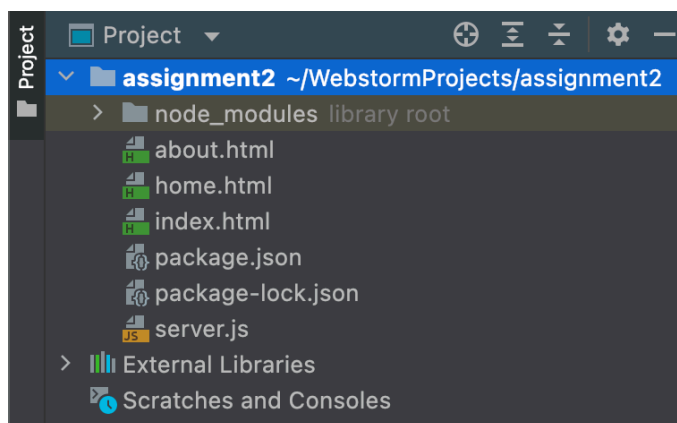 Project
Project
assignment2 ~/WebstormProjects/assignment2
node_modules library root
H about.html
H home.html
H index.html
{} package.json
{} package-lock.json
JS server.js
External Libraries
Scratches and Consoles